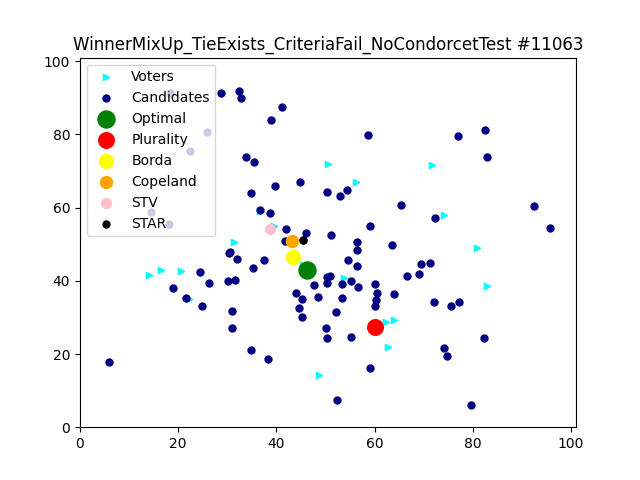 WinnerMixUp_TieExists_CriteriaFail_NoCondorcetTest #11063
100
80
60
40
20
0
0 20 40 60 80 100
Voters
Candidates
Optimal
Plurality
Borda
Copeland
STV
STAR